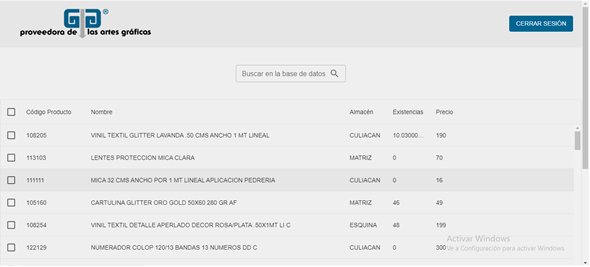 ®
proveedora de las artes gráficas
CERRAR SESIÓN
Buscar en la base de datos
Código Producto Nombre Almacén Existencias Precio
108205 VINIL TEXTIL GLITTER LAVANDA .50 CMS ANCHO 1 MT LINEAL CULIACAN 10.03000... 190
113103 LENTES PROTECCION MICA CLARA MATRIZ 0 70
111111 MICA 32 CMS ANCHO POR 1 MT LINEAL APLICACION PEDRERIA CULIACAN 0 16
105160 CARTULINA GLITTER ORO GOLD 50X60 280 GR AF MATRIZ 46 49
108254 VINIL TEXTIL DETALLE APERLADO DECOR ROSA/PLATA .50X1MT LI C ESQUINA 48 199
122129 NUMERADOR COLOP 120/13 BANDAS 13 NUMEROS DD C CULIACAN 0 300
Activar Windows
Ve a Configuración para activar Windows.